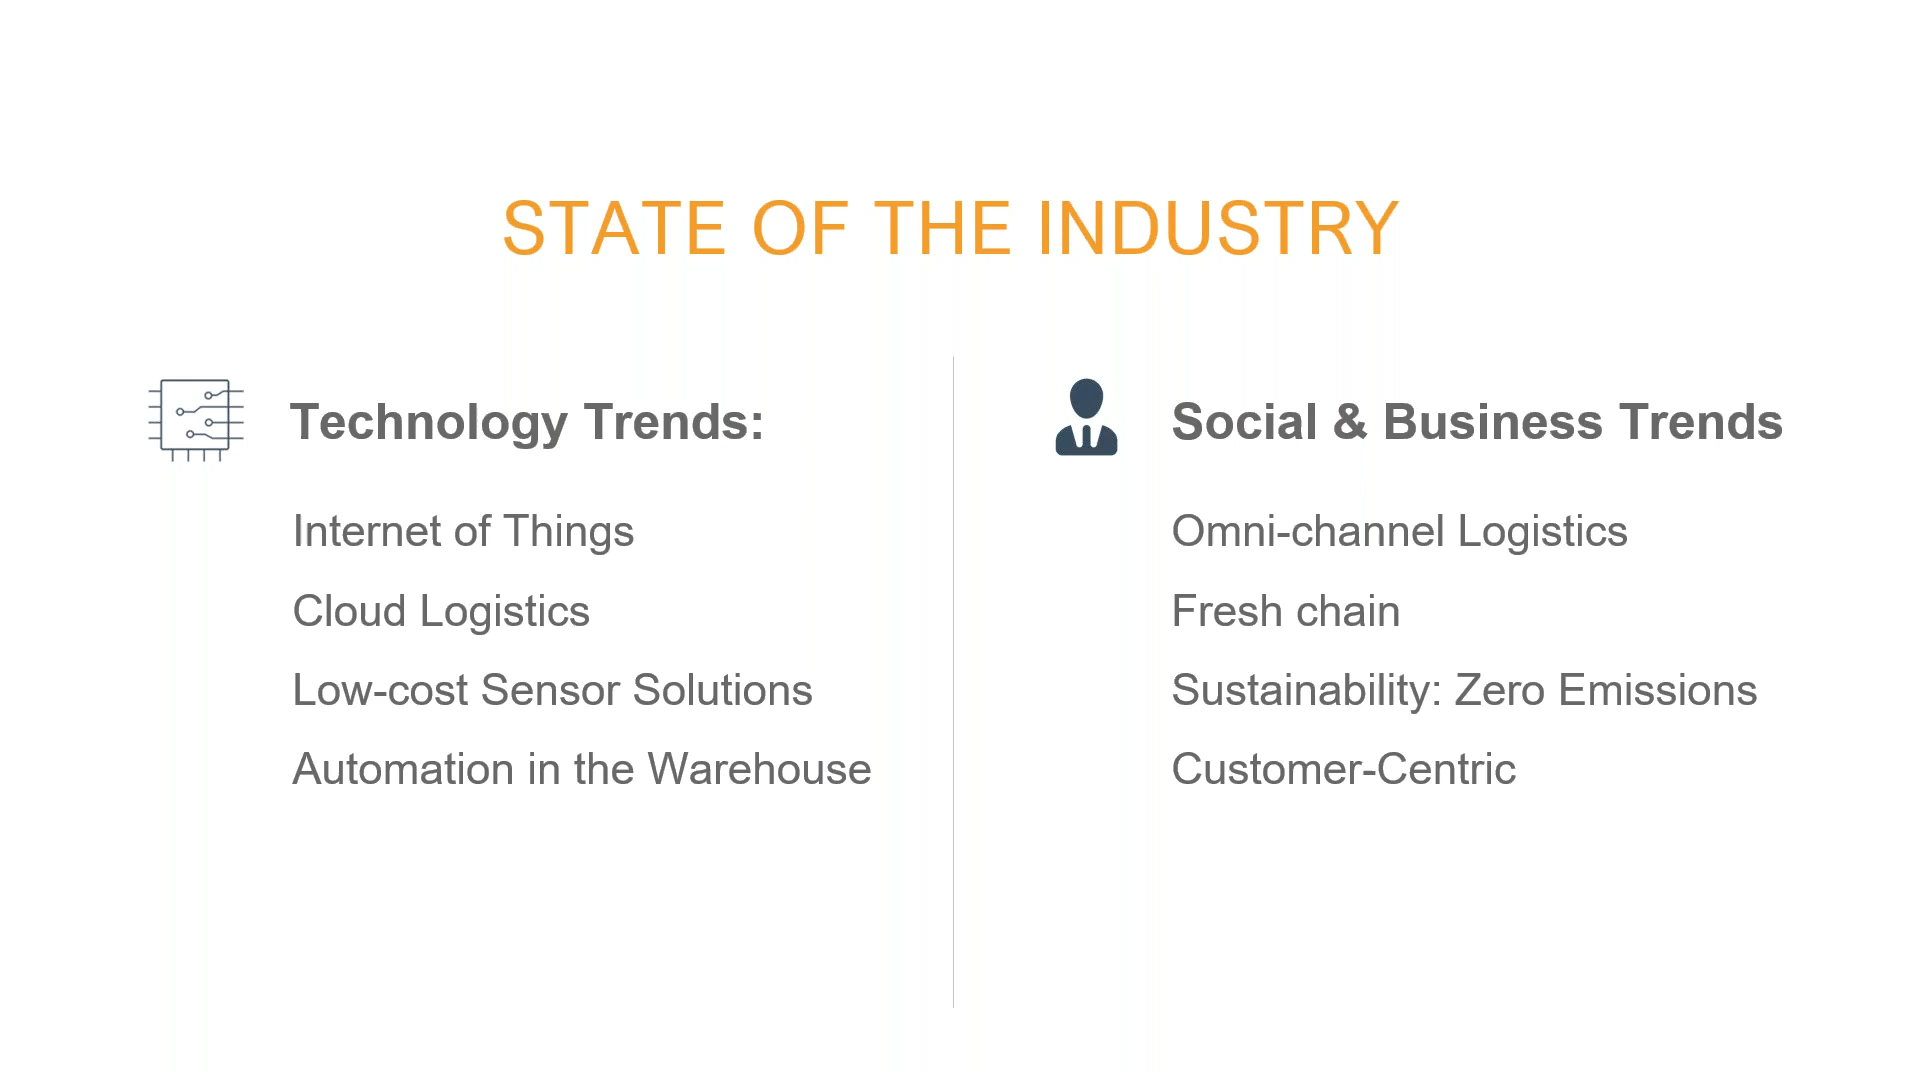 STATE OF THE INDUSTRY
Technology Trends:
Internet of Things
Cloud Logistics
Low-cost Sensor Solutions
Automation in the Warehouse
Social & Business Trends
Omni-channel Logistics
Fresh chain
Sustainability: Zero Emissions
Customer-Centric